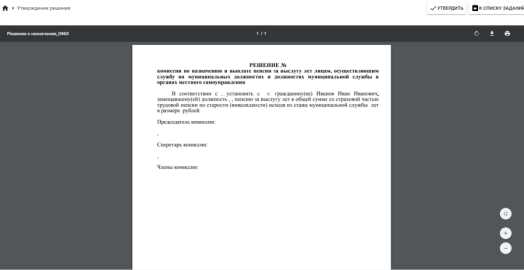 Утверждение решения
УТВЕРДИТЬ
К СПИСКУ ЗАДАНИЙ
Решение о назначении_0465
1 / 1
РЕШЕНИЕ №
комиссии по назначению и выплате пенсии за выслугу лет лицам, осуществлявшим
службу на муниципальных должностях и должностях муниципальной службы в
органах местного самоуправления
В соответствии с , установить с г. гражданину(ке) Иванов Иван Иванович,
замещавшему(ей) должность , , пенсию за выслугу лет и общей сумме со страховой частью
трудовой пенсии по старости (инвалидности) исходя из стажа муниципальной службы лет
в размере рублей.
Председатель комиссии:
,
Секретарь комиссии:
,
Члены комиссии: